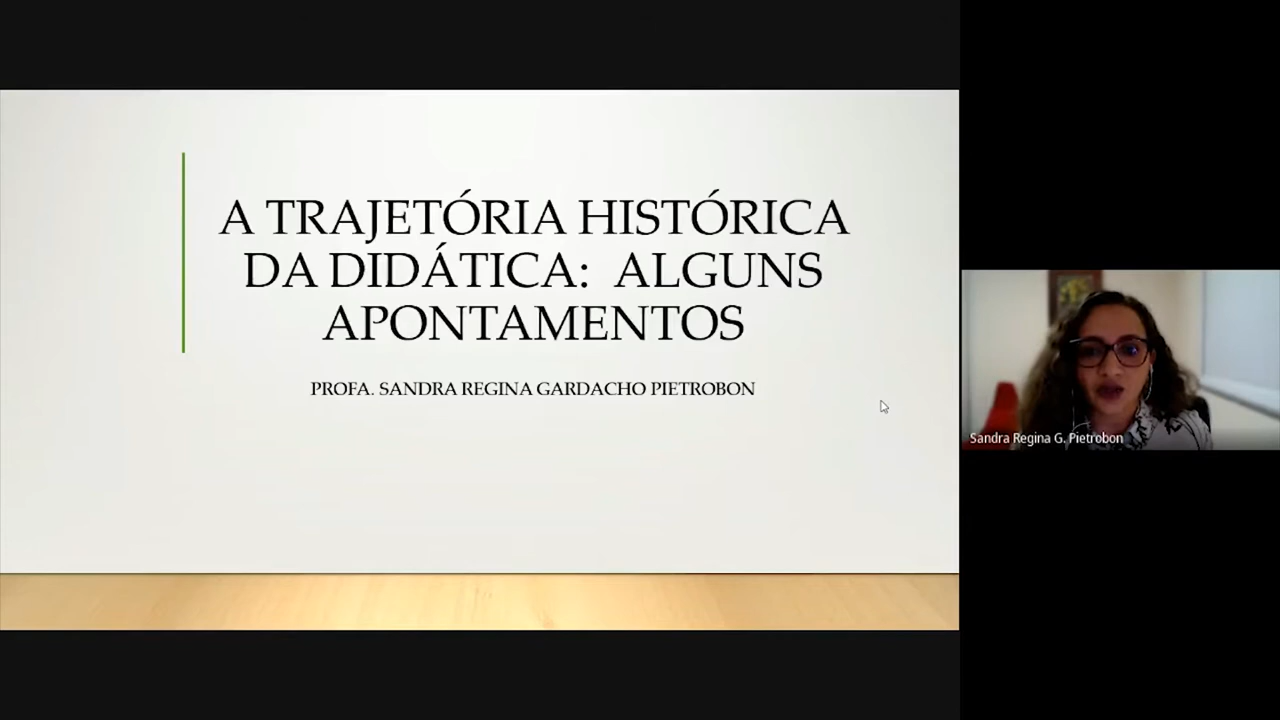 A TRAJETÓRIA HISTÓRICA
DA DIDÁTICA: ALGUNS
APONTAMENTOS
PROFA. SANDRA REGINA GARDACHO PIETROBON
Sandra Regina G. Pietrobon